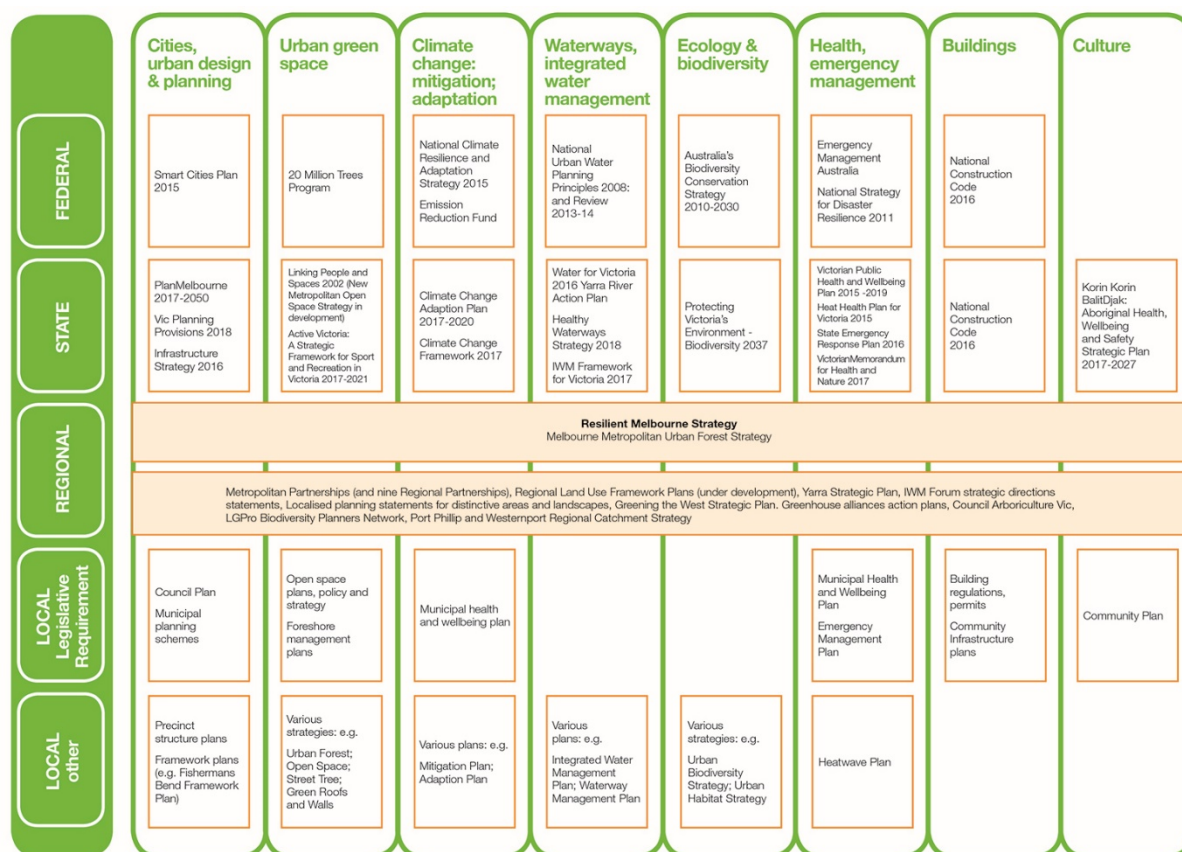 Cities,
urban design
& planning
Urban green
space
Climate
change:
mitigation;
adaptation
Waterways,
integrated
water
management
Ecology &
biodiversity
Health,
emergency
management
Buildings
Culture
FEDERAL
Smart Cities Plan
2015
20 Million Trees
Program
National Climate
Resilience and
Adaptation
Strategy 2015
Emission
Reduction Fund
National
Urban Water
Planning
Principles 2008:
and Review
2013-14
Australia's
Biodiversity
Conservation
Strategy
2010-2030
Emergency
Management
Australia
National Strategy
for Disaster
Resilience 2011
National
Construction
Code
2016
STATE
PlanMelbourne
2017-2050
Vic Planning
Provisions 2018
Infrastructure
Strategy 2016
Linking People and
Spaces 2002 (New
Metropolitan Open
Space Strategy in
development)
Active Victoria:
A Strategic
Framework for Sport
and Recreation in
Victoria 2017-2021
Climate Change
Adaption Plan
2017-2020
Climate Change
Framework 2017
Water for Victoria
2016 Yarra River
Action Plan
Healthy
Waterways
Strategy 2018
IWM Framework
for Victoria 2017
Protecting
Victoria's
Environment -
Biodiversity 2037
Victorian Public
Health and Wellbeing
Plan 2015 -2019
Heat Health Plan for
Victoria 2015
State Emergency
Response Plan 2016
VictorianMemorandum
for Health and
Nature 2017
National
Construction
Code
2016
Korin Korin
BalitDjak:
Aboriginal Health,
Wellbeing
and Safety
Strategic Plan
2017-2027
REGIONAL
Resilient Melbourne Strategy
Melbourne Metropolitan Urban Forest Strategy
Metropolitan Partnerships (and nine Regional Partnerships), Regional Land Use Framework Plans (under development), Yarra Strategic Plan, IWM Forum strategic directions
statements, Localised planning statements for distinctive areas and landscapes, Greening the West Strategic Plan. Greenhouse alliances action plans, Council Arboriculture Vic,
LGPro Biodiversity Planners Network, Port Phillip and Westernport Regional Catchment Strategy
LOCAL
Legislative
Requirement
Council Plan
Municipal
planning
schemes
Open space
plans, policy and
strategy
Foreshore
management
plans
Municipal health
and wellbeing plan
Municipal Health
and Wellbeing
Plan
Emergency
Management
Plan
Building
regulations,
permits
Community
Infrastructure
plans
Community Plan
LOCAL
other
Precinct
structure plans
Framework plans
(e.g. Fishermans
Bend Framework
Plan)
Various
strategies: e.g.
Urban Forest;
Open Space;
Street Tree;
Green Roofs
and Walls
Various plans: e.g.
Mitigation Plan;
Adaption Plan
Various
plans: e.g.
Integrated Water
Management
Plan; Waterway
Management Plan
Various
strategies: e.g.
Urban
Biodiversity
Strategy; Urban
Habitat Strategy
Heatwave Plan